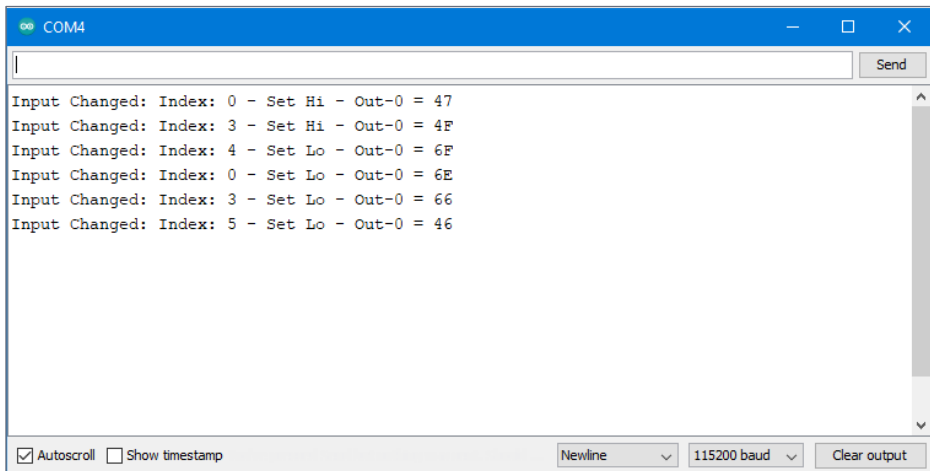 COM4
Send
Input Changed: Index: 0 - Set Hi - Out-0 = 47
Input Changed: Index: 3 - Set Hi - Out-0 = 4F
Input Changed: Index: 4 - Set Lo - Out-0 = 6F
Input Changed: Index: 0 - Set Lo - Out-0 = 6E
Input Changed: Index: 3 - Set Lo - Out-0 = 66
Input Changed: Index: 5 - Set Lo - Out-0 = 46
Autoscroll Show timestamp Newline 115200 baud Clear output